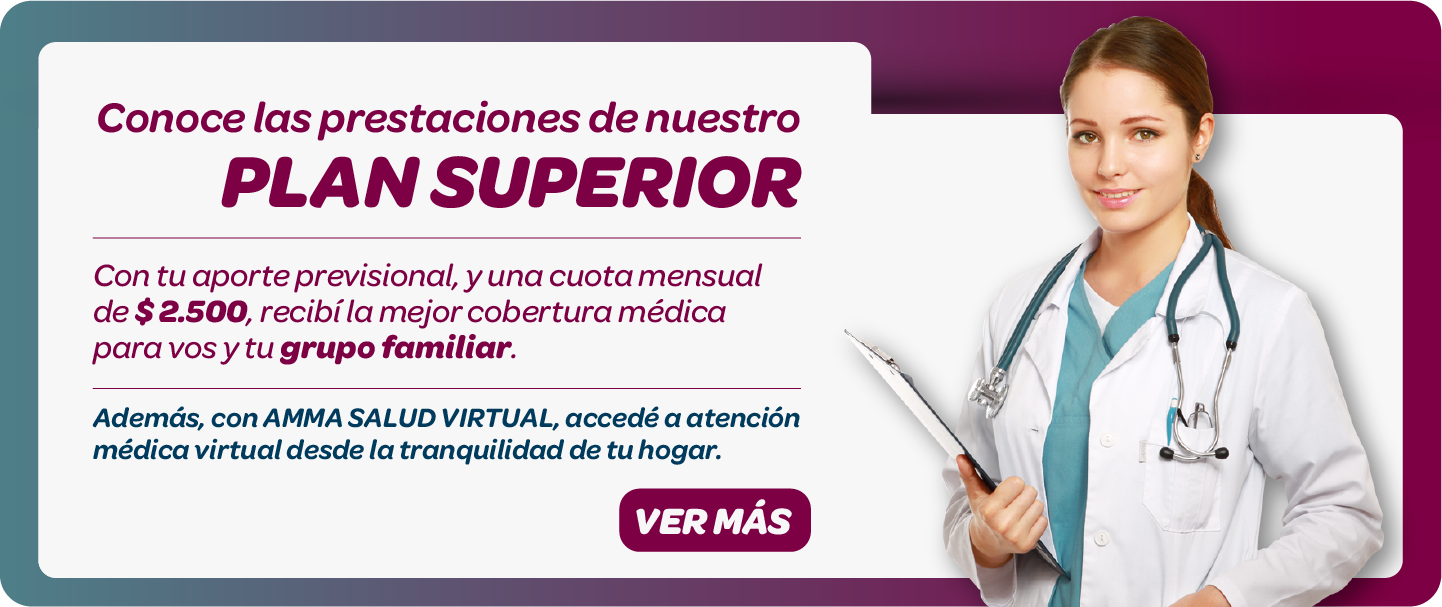 Conoce las prestaciones de nuestro
PLAN SUPERIOR
Con tu aporte previsional, y una cuota mensual
de $ 2.500, recibí la mejor cobertura médica
para vos y tu grupo familiar.
Además, con AMMA SALUD VIRTUAL, accedé a atención
médica virtual desde la tranquilidad de tu hogar.
VER MÁS